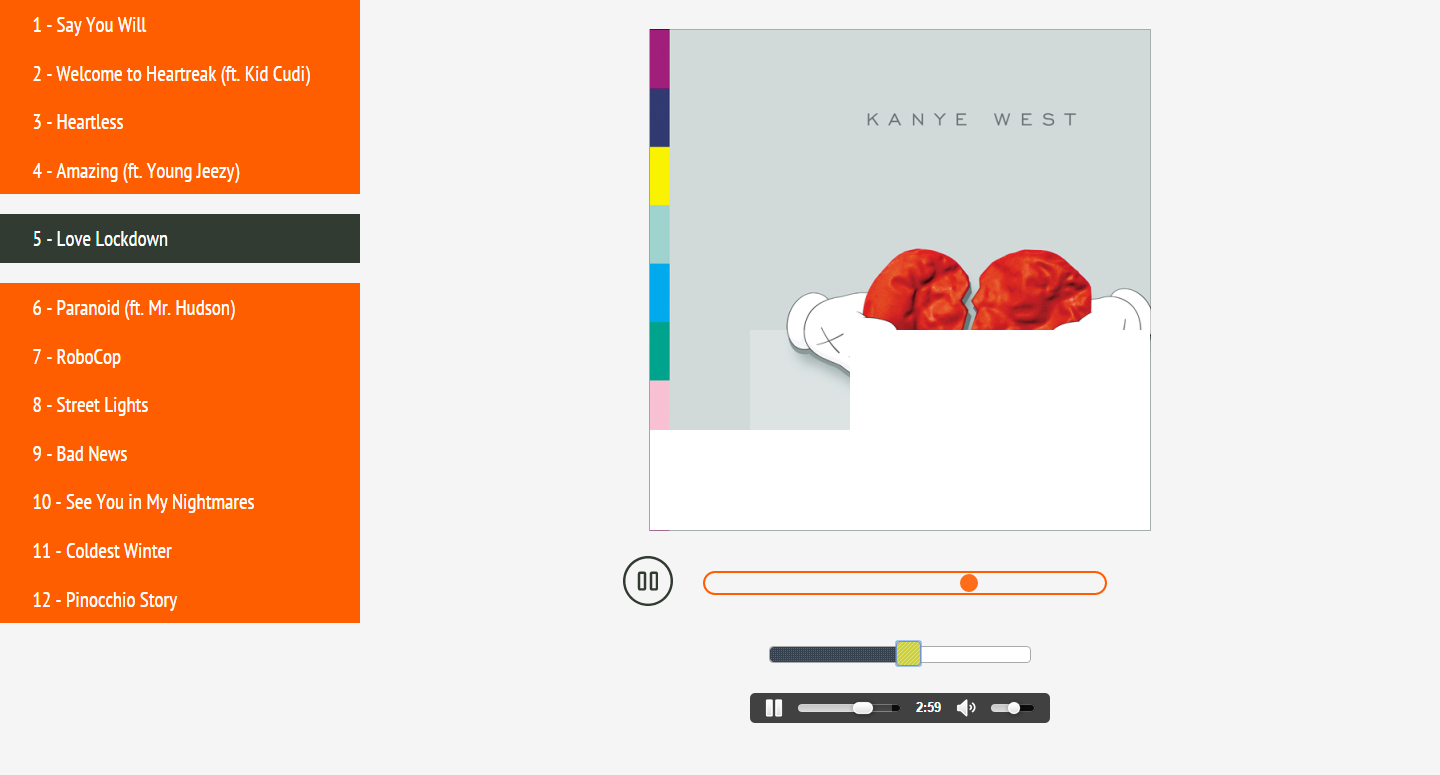 1 - Say You Will
2 - Welcome to Heartreak (ft. Kid Cudi)
3 - Heartless
4 - Amazing (ft. Young Jeezy)
5 - Love Lockdown
6 - Paranoid (ft. Mr. Hudson)
7 - RoboCop
8 - Street Lights
9 - Bad News
10 - See You in My Nightmares
11 - Coldest Winter
12 - Pinocchio Story
KANYE WEST
2:59